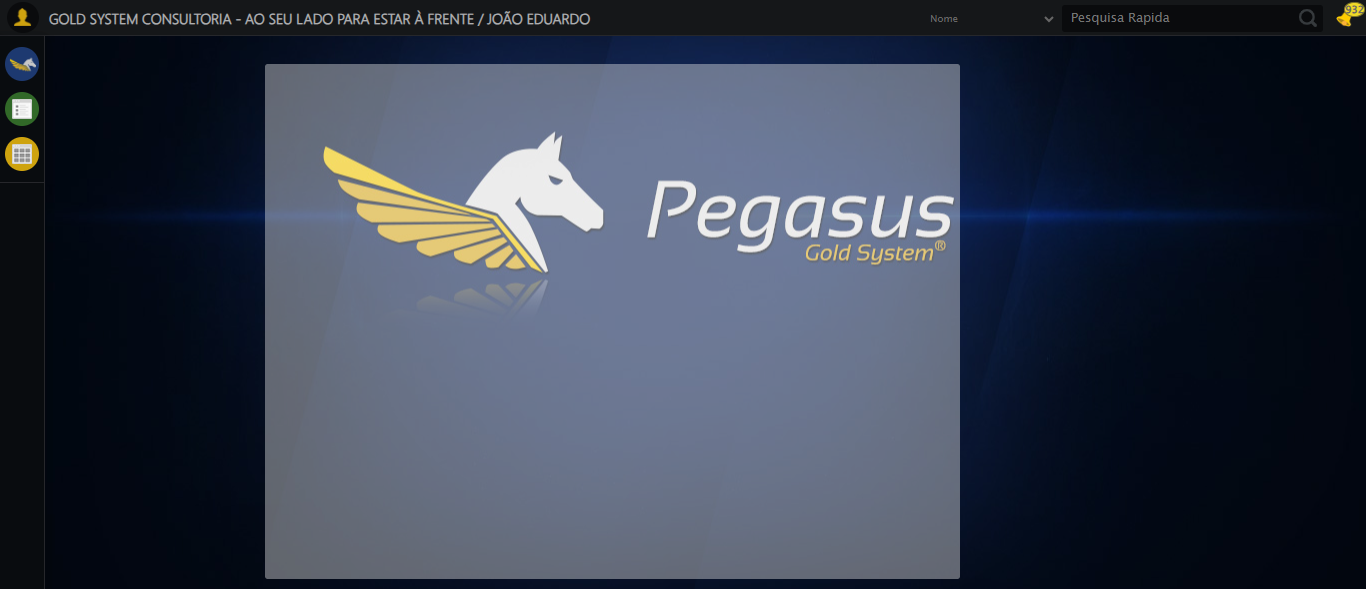 GOLD SYSTEM CONSULTORIA - AO SEU LADO PARA ESTAR À FRENTE / JOÃO EDUARDO
Nome
Pesquisa Rapida
932
Pegasus
Gold System®